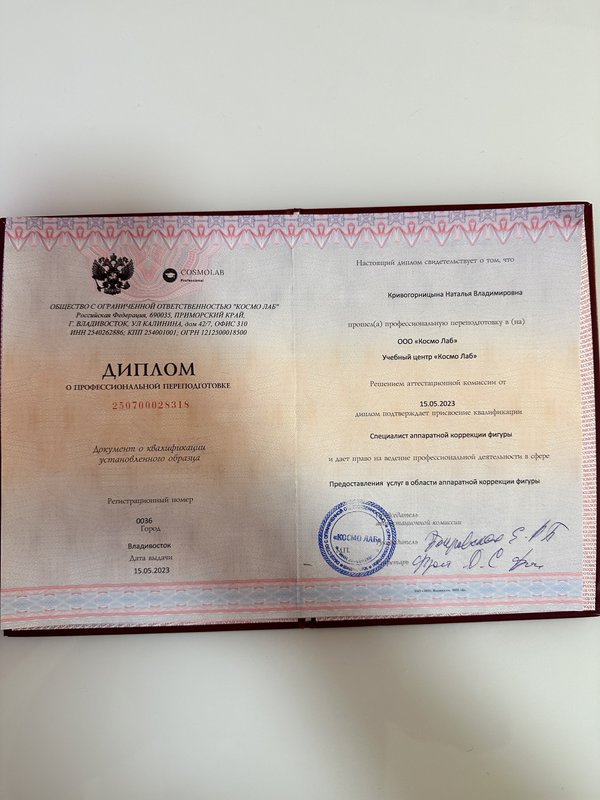 COSMOLAB
Professional
ОБЩЕСТВО С ОГРАНИЧЕННОЙ ОТВЕТСТВЕННОСТЬЮ "КОСМО ЛАБ"
Российская Федерация, 690035, ПРИМОРСКИЙ КРАЙ,
Г. ВЛАДИВОСТОК, УЛ КАЛИНИНА, дом 42/7, ОФИС 310
ИНН 2540262886; КПП 254001001; ОГРН 1212500018500
ДИПЛОМ
О ПРОФЕССИОНАЛЬНОЙ ПЕРЕПОДГОТОВКЕ
250700028318
Документ о квалификации
установленного образца
Регистрационный номер
0036
Город
Владивосток
Дата выдачи
15.05.2023
Настоящий диплом свидетельствует о том, что
Кривогорницына Наталья Владимировна
прошел(а) профессиональную переподготовку в (на)
ООО «Космо Лаб»
Учебный центр «Космо Лаб»
Решением аттестационной комиссии от
15.05.2023
диплом подтверждает присвоение квалификации
Специалист аппаратной коррекции фигуры
и дает право на ведение профессиональной деятельности в сфере
Предоставления услуг в области аппаратной коррекции фигуры
комиссии
«КОСМО ЛАБ»
М.П.